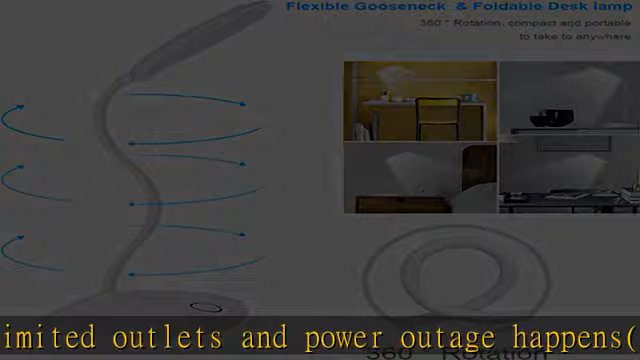 Flexible Gooseneck & Foldable Desk lamp
360 ° Rotation, compact and portable
to take to anywhere
imited outlets and power outage happens(
360 ° Rotation